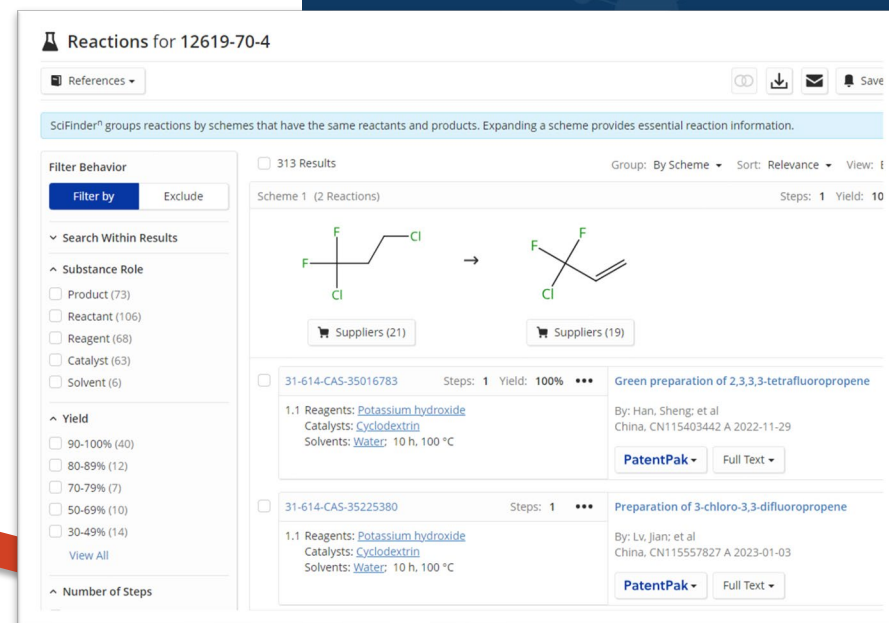 Reactions for 12619-70-4
References
Save
SciFinderⁿ groups reactions by schemes that have the same reactants and products. Expanding a scheme provides essential reaction information.
Filter Behavior
Filter by Exclude
Search Within Results
Substance Role
Product (73)
Reactant (106)
Reagent (68)
Catalyst (63)
Solvent (6)
Yield
90-100% (40)
80-89% (12)
70-79% (7)
50-69% (10)
30-49% (14)
View All
Number of Steps
313 Results
Group: By Scheme Sort: Relevance View:
Scheme 1 (2 Reactions) Steps: 1 Yield: 10
F
Cl
F
Cl
F
F
Cl
Suppliers (21)
Suppliers (19)
31-614-CAS-35016783 Steps: 1 Yield: 100%
1.1 Reagents: Potassium hydroxide
Catalysts: Cyclodextrin
Solvents: Water; 10 h, 100 °C
Green preparation of 2,3,3,3-tetrafluoropropene
By: Han, Sheng; et al
China, CN115403442 A 2022-11-29
PatentPak Full Text
31-614-CAS-35225380 Steps: 1
1.1 Reagents: Potassium hydroxide
Catalysts: Cyclodextrin
Solvents: Water; 10 h, 100 °C
Preparation of 3-chloro-3,3-difluoropropene
By: Lv, Jian; et al
China, CN115557827 A 2023-01-03
PatentPak Full Text